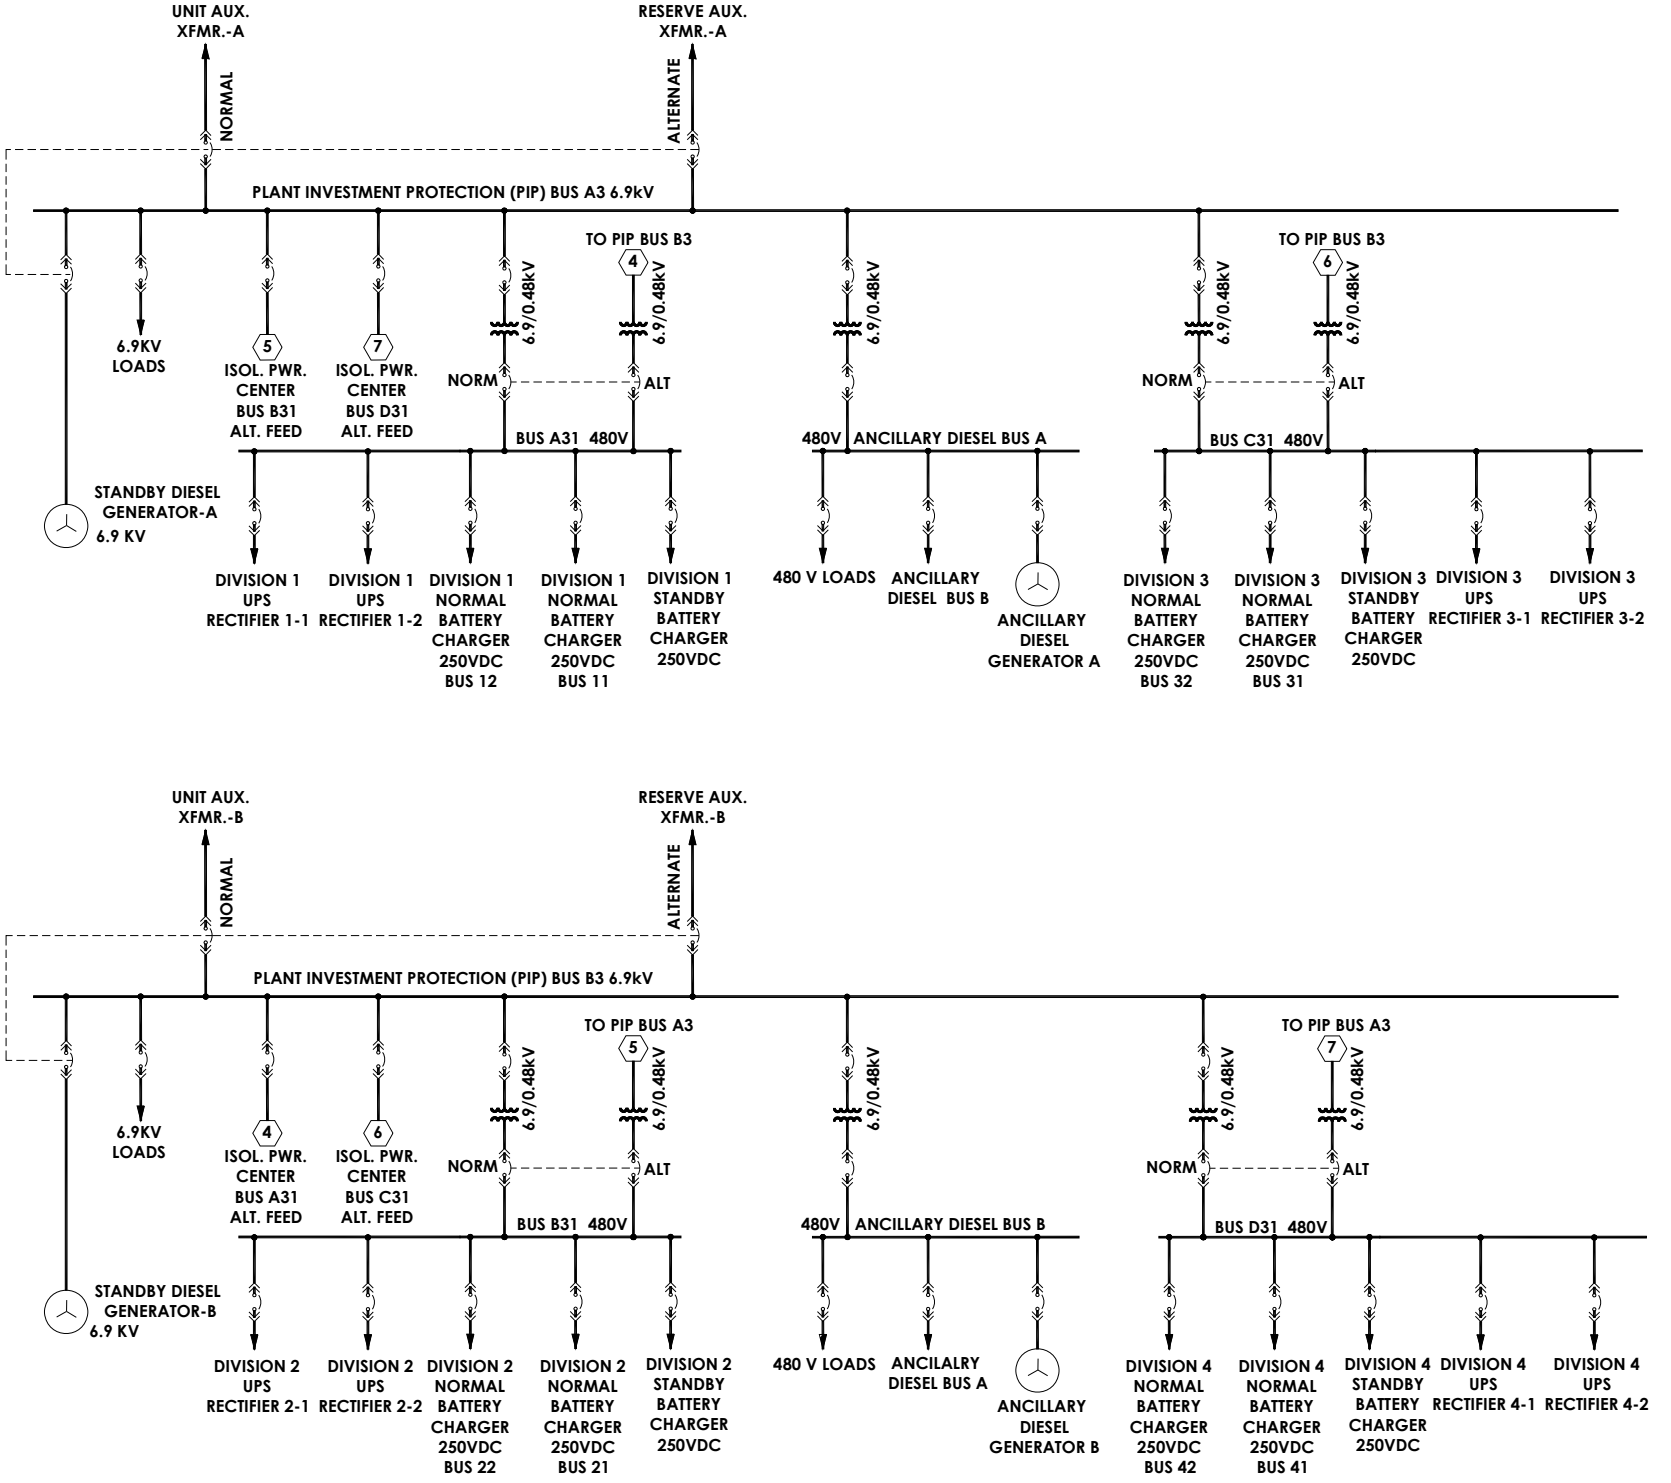 UNIT AUX.
XFMR.-A
RESERVE AUX.
XFMR.-A
NORMAL
ALTERNATE
PLANT INVESTMENT PROTECTION (PIP) BUS A3 6.9kV
TO PIP BUS B3
4
TO PIP BUS B3
6
6.9/0.48kV
6.9/0.48kV
6.9/0.48kV
6.9/0.48kV
6.9/0.48kV
6.9KV
LOADS
5
ISOL. PWR.
CENTER
BUS B31
ALT. FEED
7
ISOL. PWR.
CENTER
BUS D31
ALT. FEED
NORM
ALT
NORM
ALT
BUS A31 480V
480V ANCILLARY DIESEL BUS A
BUS C31 480V
STANDBY DIESEL
GENERATOR-A
6.9 KV
DIVISION 1
UPS
RECTIFIER 1-1
DIVISION 1
UPS
RECTIFIER 1-2
DIVISION 1
NORMAL
BATTERY
CHARGER
250VDC
BUS 12
DIVISION 1
NORMAL
BATTERY
CHARGER
250VDC
BUS 11
DIVISION 1
STANDBY
BATTERY
CHARGER
250VDC
480 V LOADS
ANCILLARY
DIESEL BUS B
ANCILLARY
DIESEL
GENERATOR A
DIVISION 3
NORMAL
BATTERY
CHARGER
250VDC
BUS 32
DIVISION 3
NORMAL
BATTERY
CHARGER
250VDC
BUS 31
DIVISION 3
STANDBY
BATTERY
CHARGER
250VDC
DIVISION 3
UPS
RECTIFIER 3-1
DIVISION 3
UPS
RECTIFIER 3-2
UNIT AUX.
XFMR.-B
RESERVE AUX.
XFMR.-B
NORMAL
ALTERNATE
PLANT INVESTMENT PROTECTION (PIP) BUS B3 6.9kV
TO PIP BUS A3
5
TO PIP BUS A3
7
6.9/0.48kV
6.9/0.48kV
6.9/0.48kV
6.9/0.48kV
6.9/0.48kV
6.9KV
LOADS
4
ISOL. PWR.
CENTER
BUS A31
ALT. FEED
6
ISOL. PWR.
CENTER
BUS C31
ALT. FEED
NORM
ALT
NORM
ALT
BUS B31 480V
480V ANCILLARY DIESEL BUS B
BUS D31 480V
STANDBY DIESEL
GENERATOR-B
6.9 KV
DIVISION 2
UPS
RECTIFIER 2-1
DIVISION 2
UPS
RECTIFIER 2-2
DIVISION 2
NORMAL
BATTERY
CHARGER
250VDC
BUS 22
DIVISION 2
NORMAL
BATTERY
CHARGER
250VDC
BUS 21
DIVISION 2
STANDBY
BATTERY
CHARGER
250VDC
480 V LOADS
ANCILALRY
DIESEL BUS A
ANCILLARY
DIESEL
GENERATOR B
DIVISION 4
NORMAL
BATTERY
CHARGER
250VDC
BUS 42
DIVISION 4
NORMAL
BATTERY
CHARGER
250VDC
BUS 41
DIVISION 4
STANDBY
BATTERY
CHARGER
250VDC
DIVISION 4
UPS
RECTIFIER 4-1
DIVISION 4
UPS
RECTIFIER 4-2